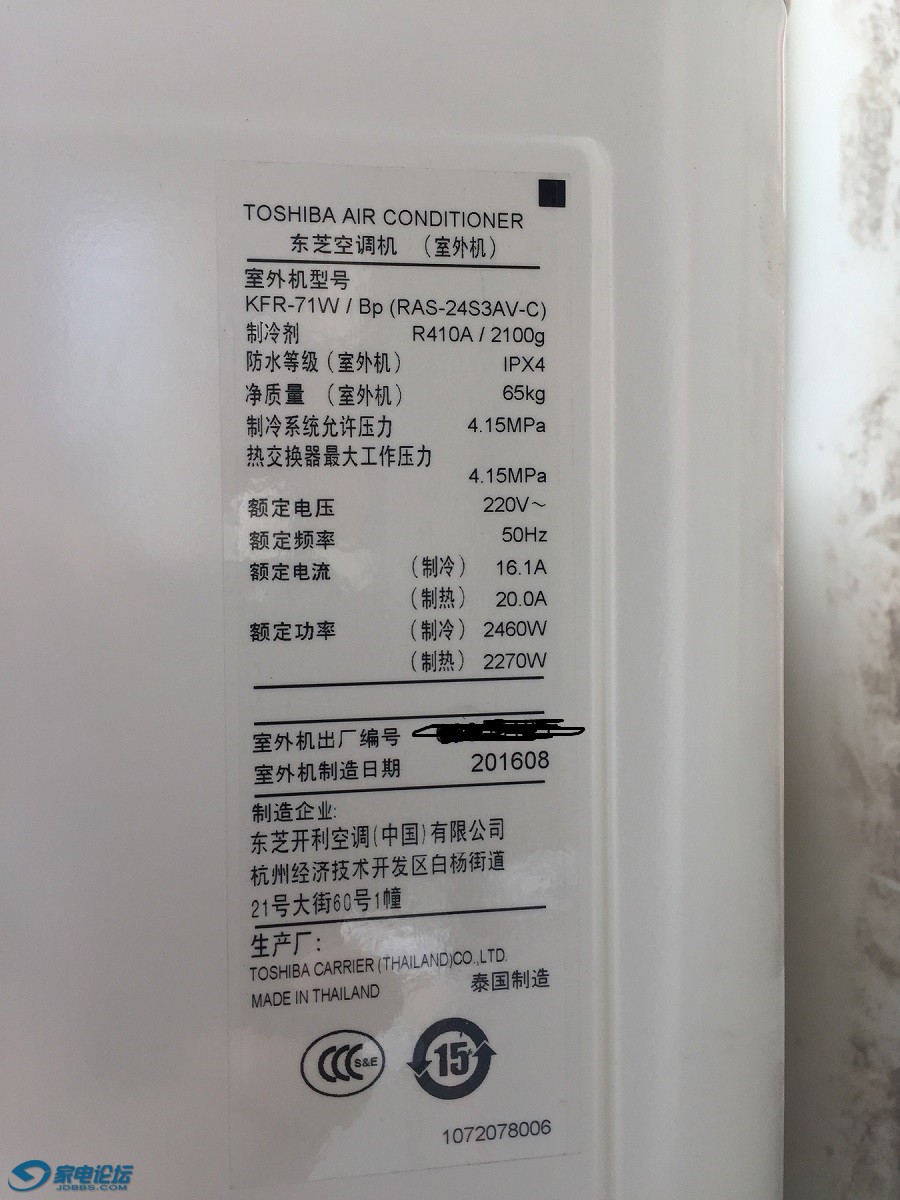 TOSHIBA AIR CONDITIONER
东芝空调机 （室外机）
室外机型号
KFR-71W / Bp (RAS-24S3AV-C)
制冷剂 R410A / 2100g
防水等级（室外机） IPX4
净质量 （室外机） 65kg
制冷系统允许压力 4.15MPa
热交换器最大工作压力
4.15MPa
额定电压 220V～
额定频率 50Hz
额定电流 （制冷） 16.1A
（制热） 20.0A
额定功率 （制冷） 2460W
（制热） 2270W
室外机出厂编号
室外机制造日期 201608
制造企业:
东芝开利空调(中国)有限公司
杭州经济技术开发区白杨街道
21号大街60号1幢
生产厂:
TOSHIBA CARRIER (THAILAND)CO.,LTD.
MADE IN THAILAND 泰国制造
CCC S&E 15
1072078006
家电论坛
JDBBS.COM